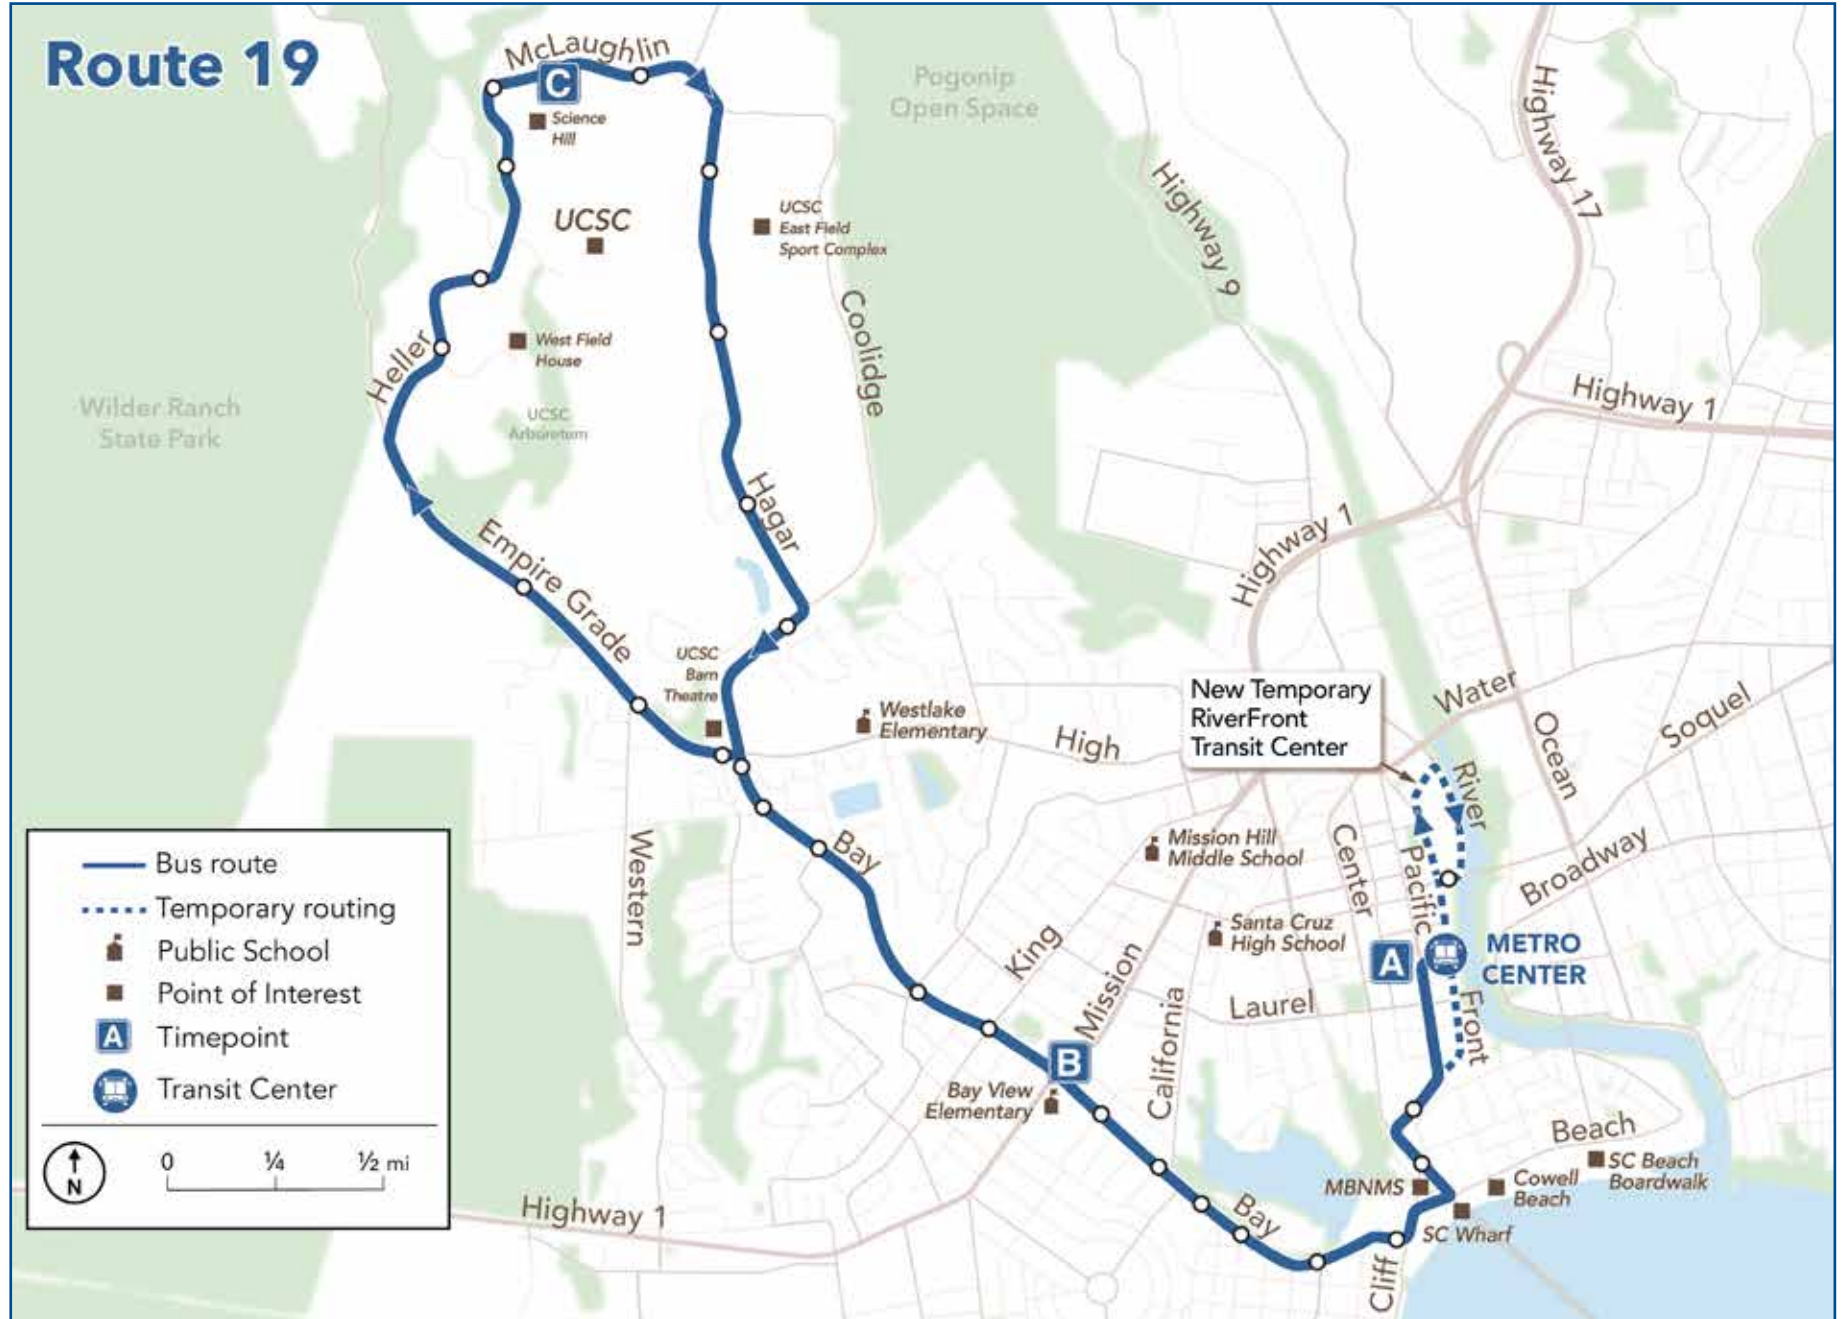 Route 19
McLaughlin
C
Science
Hill
UCSC
UCSC
East Field
Sport Complex
Pogonip
Open Space
Highway 9
Highway 17
Coolidge
Heller
West Field
House
UCSC
Arboretum
Wilder Ranch
State Park
Highway 1
Hagar
Empire Grade
Highway 1
UCSC
Barn
Theatre
Westlake
Elementary
High
New Temporary
RiverFront
Transit Center
Water
Ocean
Soquel
River
Bay
Western
Mission Hill
Middle School
Center
Pacific
Broadway
Santa Cruz
High School
King
Mission
A
METRO
CENTER
Laurel
Front
California
B
Bay View
Elementary
Beach
SC Beach
Boardwalk
MBNMS
Cowell
Beach
SC Wharf
Bay
Cliff
Highway 1
Bus route
Temporary routing
Public School
Point of Interest
A
Timepoint
Transit Center
N
0 ¼ ½ mi